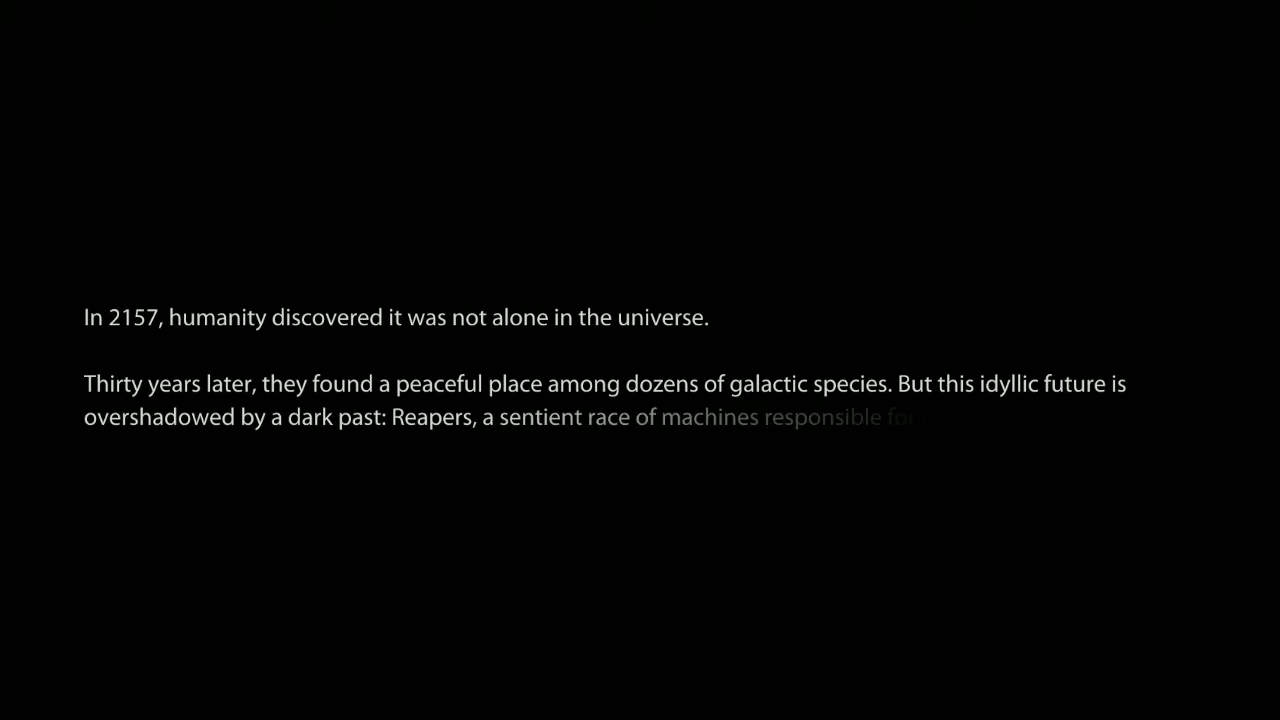 In 2157, humanity discovered it was not alone in the universe.
Thirty years later, they found a peaceful place among dozens of galactic species. But this idyllic future is
overshadowed by a dark past: Reapers, a sentient race of machines responsible for